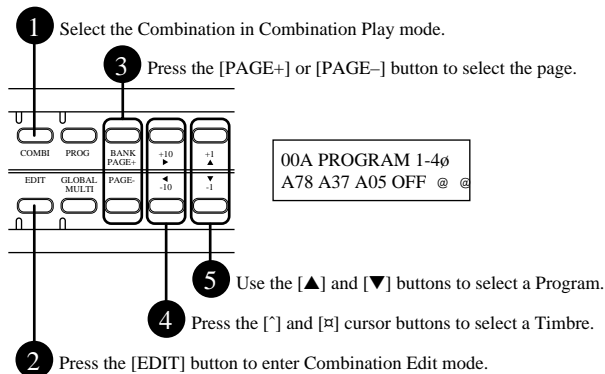 1 Select the Combination in Combination Play mode.
3 Press the [PAGE+] or [PAGE–] button to select the page.
COMBI PROG BANK PAGE+ +10 ▶ +1 ▲
EDIT GLOBAL MULTI PAGE- ◀ -10 ▼ -1
00A PROGRAM 1-4ø
A78 A37 A05 OFF @ @
5 Use the [▲] and [▼] buttons to select a Program.
4 Press the [ˆ] and [¤] cursor buttons to select a Timbre.
2 Press the [EDIT] button to enter Combination Edit mode.